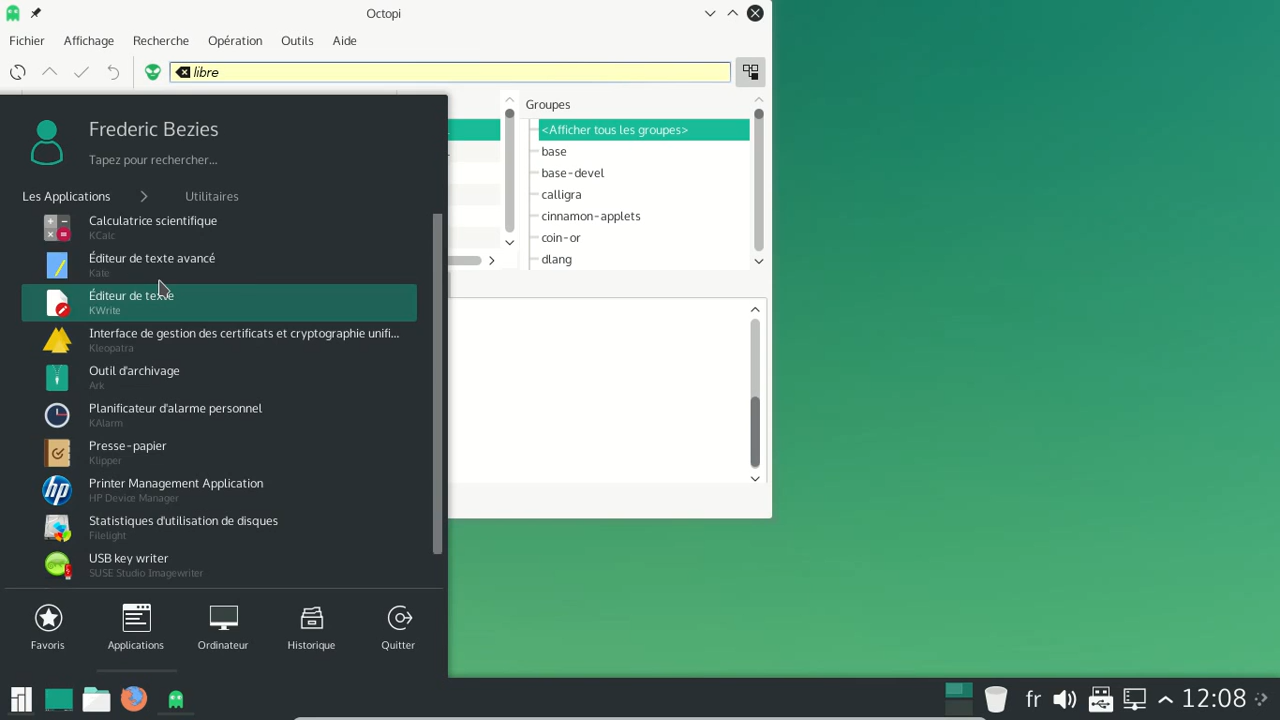 Octopi
Fichier Affichage Recherche Opération Outils Aide
libre
Groupes
<Afficher tous les groupes>
base
base-devel
calligra
cinnamon-applets
coin-or
dlang
Frederic Bezies
Tapez pour rechercher...
Les Applications > Utilitaires
Calculatrice scientifique
KCalc
Éditeur de texte avancé
Kate
Éditeur de texte
KWrite
Interface de gestion des certificats et cryptographie unifi...
Kleopatra
Outil d'archivage
Ark
Planificateur d'alarme personnel
KAlarm
Presse-papier
Klipper
hp
Printer Management Application
HP Device Manager
Statistiques d'utilisation de disques
Filelight
USB key writer
SUSE Studio Imagewriter
Favoris Applications Ordinateur Historique Quitter
fr 12:08